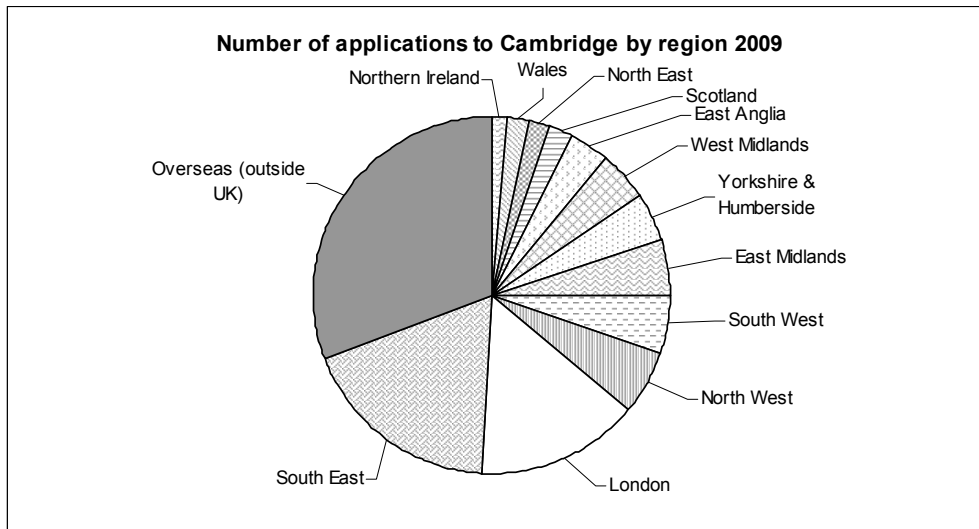 Number of applications to Cambridge by region 2009
Northern Ireland
Wales
North East
Scotland
East Anglia
West Midlands
Yorkshire &
Humberside
East Midlands
South West
North West
London
South East
Overseas (outside
UK)